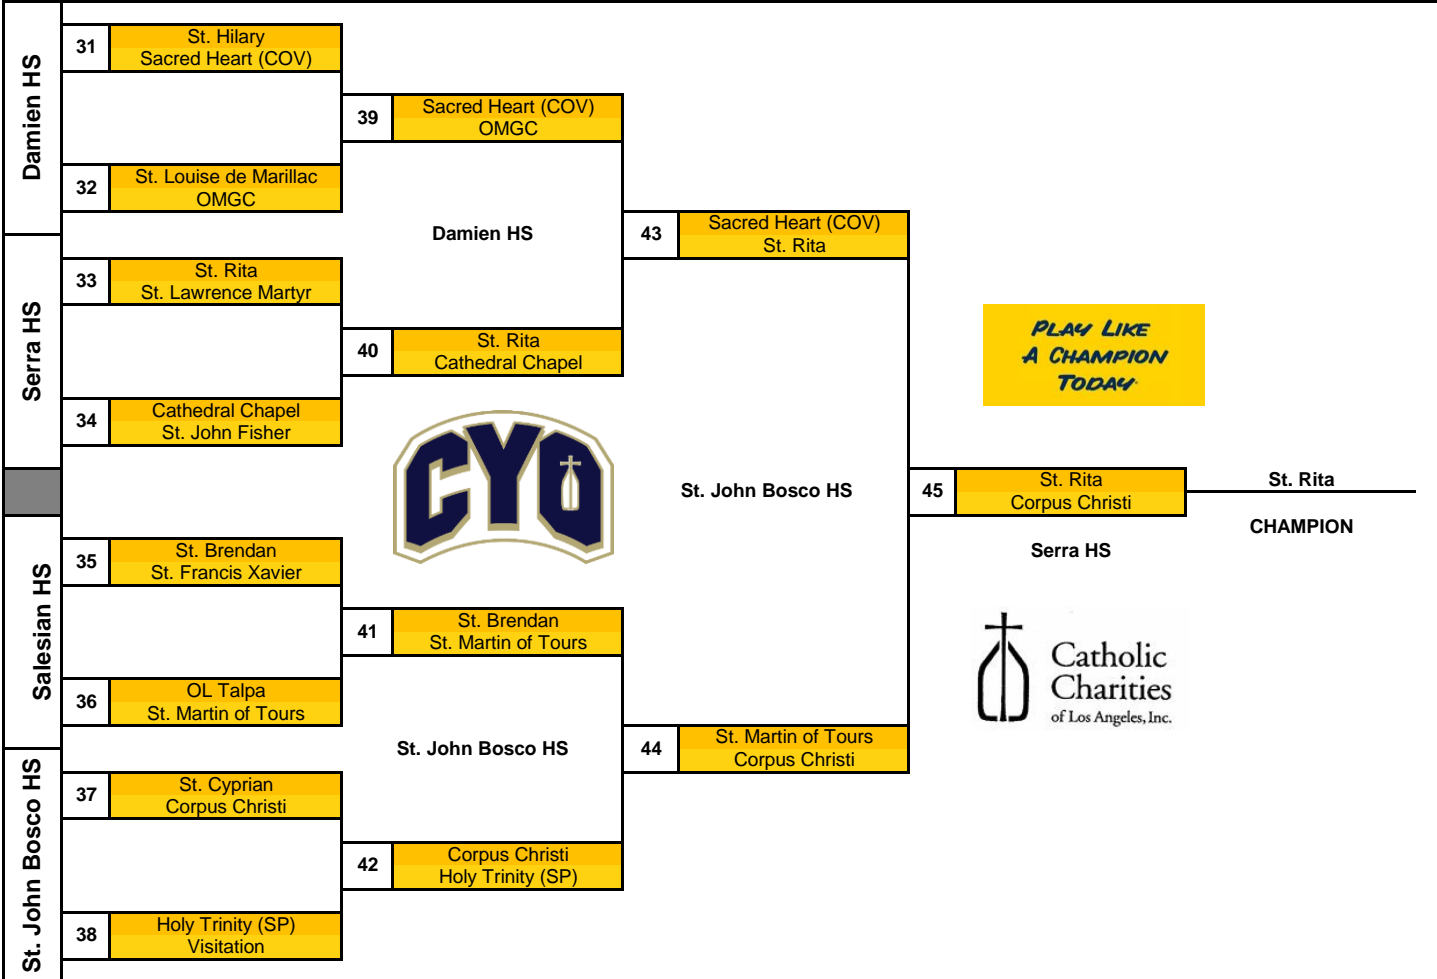 Damien HS
31
St. Hilary
Sacred Heart (COV)
39
Sacred Heart (COV)
OMGC
32
St. Louise de Marillac
OMGC
Damien HS
43
Sacred Heart (COV)
St. Rita
Serra HS
33
St. Rita
St. Lawrence Martyr
40
St. Rita
Cathedral Chapel
34
Cathedral Chapel
St. John Fisher
PLAY LIKE
A CHAMPION
TODAY
CYO
St. John Bosco HS
45
St. Rita
Corpus Christi
Serra HS
St. Rita
CHAMPION
Salesian HS
35
St. Brendan
St. Francis Xavier
41
St. Brendan
St. Martin of Tours
36
OL Talpa
St. Martin of Tours
St. John Bosco HS
44
St. Martin of Tours
Corpus Christi
Catholic
Charities
of Los Angeles, Inc.
St. John Bosco HS
37
St. Cyprian
Corpus Christi
42
Corpus Christi
Holy Trinity (SP)
38
Holy Trinity (SP)
Visitation